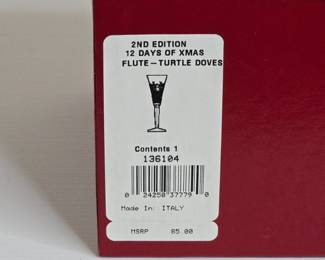 2ND EDITION
12 DAYS OF XMAS
FLUTE—TURTLE DOVES
Contents 1
136104
0 24258 37779 0
Made In: ITALY
MSRP 65.00